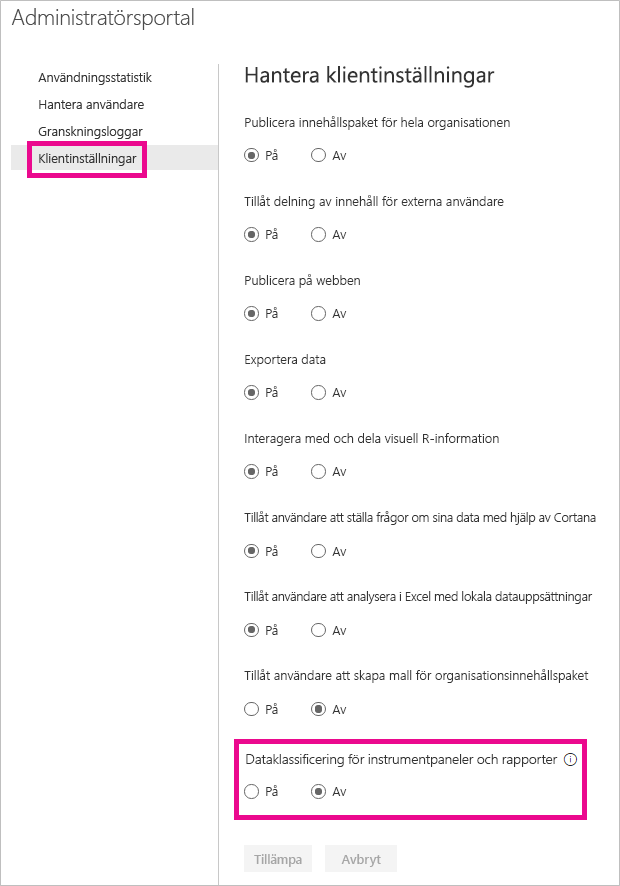 Administratörsportal
Användningsstatistik
Hantera användare
Granskningsloggar
Klientinställningar
Hantera klientinställningar
Publicera innehållspaket för hela organisationen
På Av
Tillåt delning av innehåll för externa användare
På Av
Publicera på webben
På Av
Exportera data
På Av
Interagera med och dela visuell R-information
På Av
Tillåt användare att ställa frågor om sina data med hjälp av Cortana
På Av
Tillåt användare att analysera i Excel med lokala datauppsättningar
På Av
Tillåt användare att skapa mall för organisationsinnehållspaket
På Av
Dataklassificering för instrumentpaneler och rapporter i
På Av
Tillämpa Avbryt